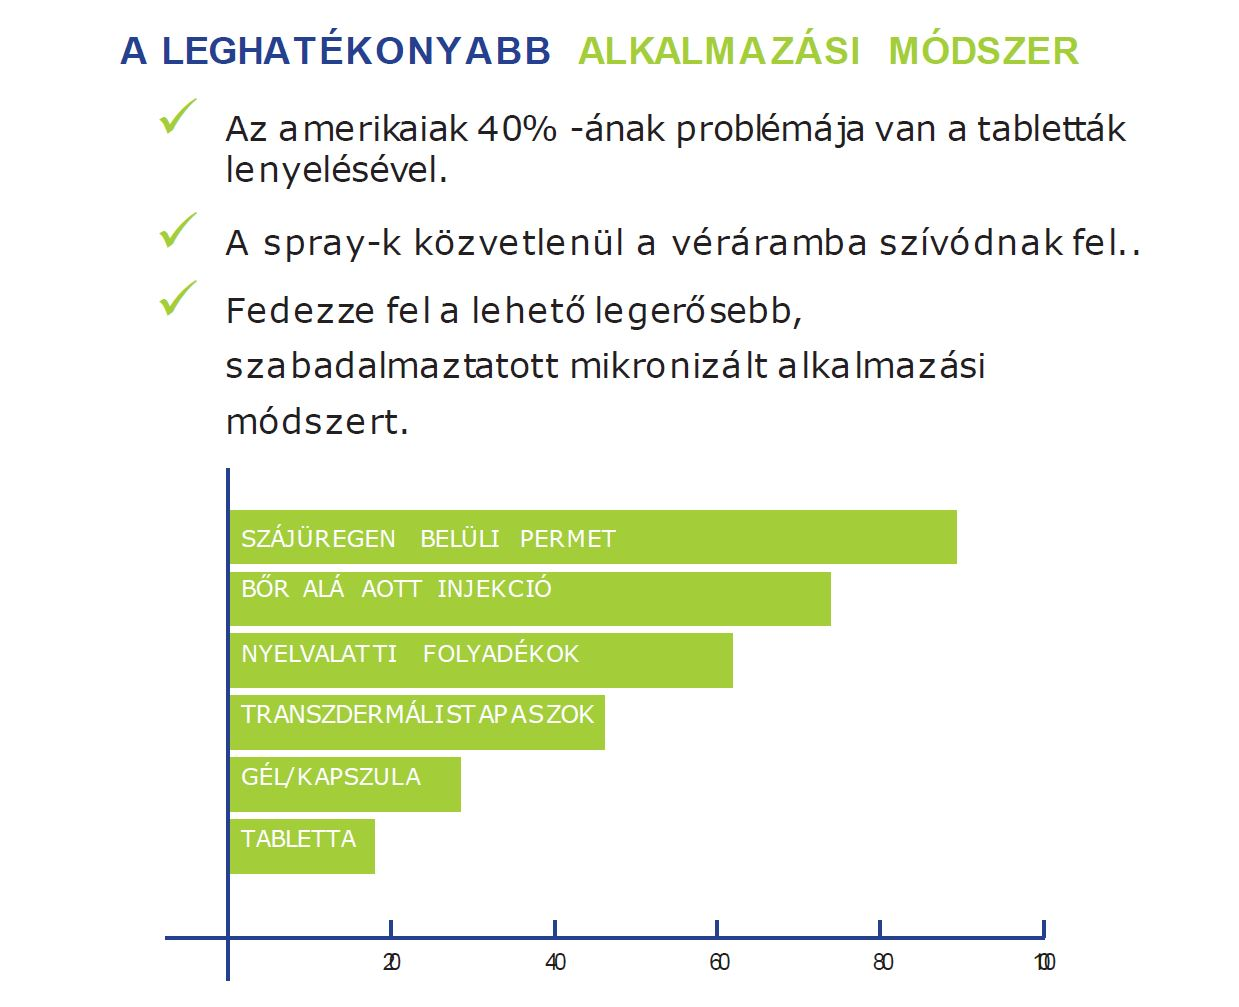 A LEGHATÉKONYABB ALKALMAZÁSI MÓDSZER
Az amerikaiak 40% -ának problémája van a tabletták
lenyelésével.
A spray-k közvetlenül a véráramba szívódnak fel..
Fedezze fel a lehető legerősebb,
szabadalmaztatott mikronizált alkalmazási
módszert.
SZÁJÜREGEN BELÜLI PERMET
BŐR ALÁ AOTT INJEKCIÓ
NYELVALATTI FOLYADÉKOK
TRANSZDERMÁLIS TAPASZOK
GÉL/KAPSZULA
TABLETTA
20 40 60 80 100